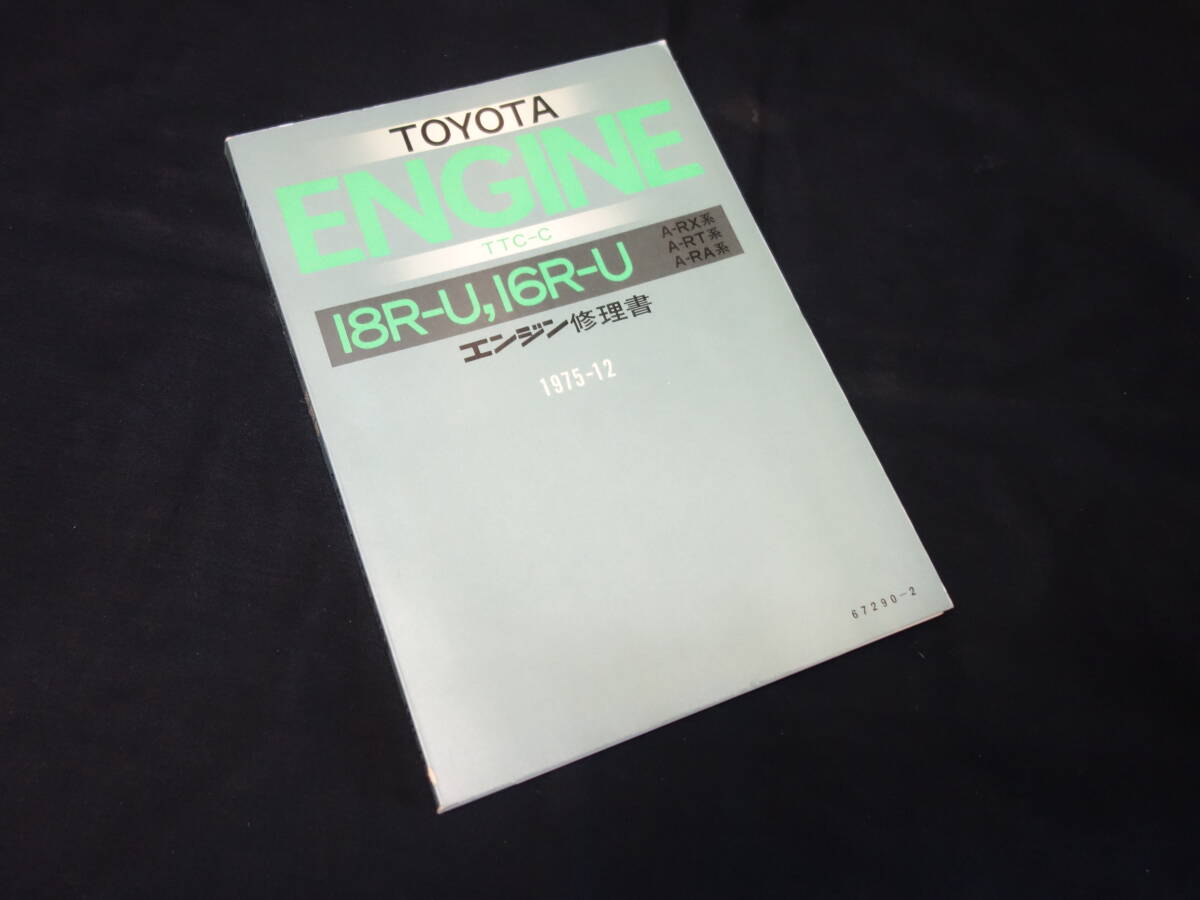 TOYOTA
ENGINE
TTC-C
18R-U, 16R-U
A-RX系
A-RT系
A-RA系
エンジン修理書
1975-12
67290-2